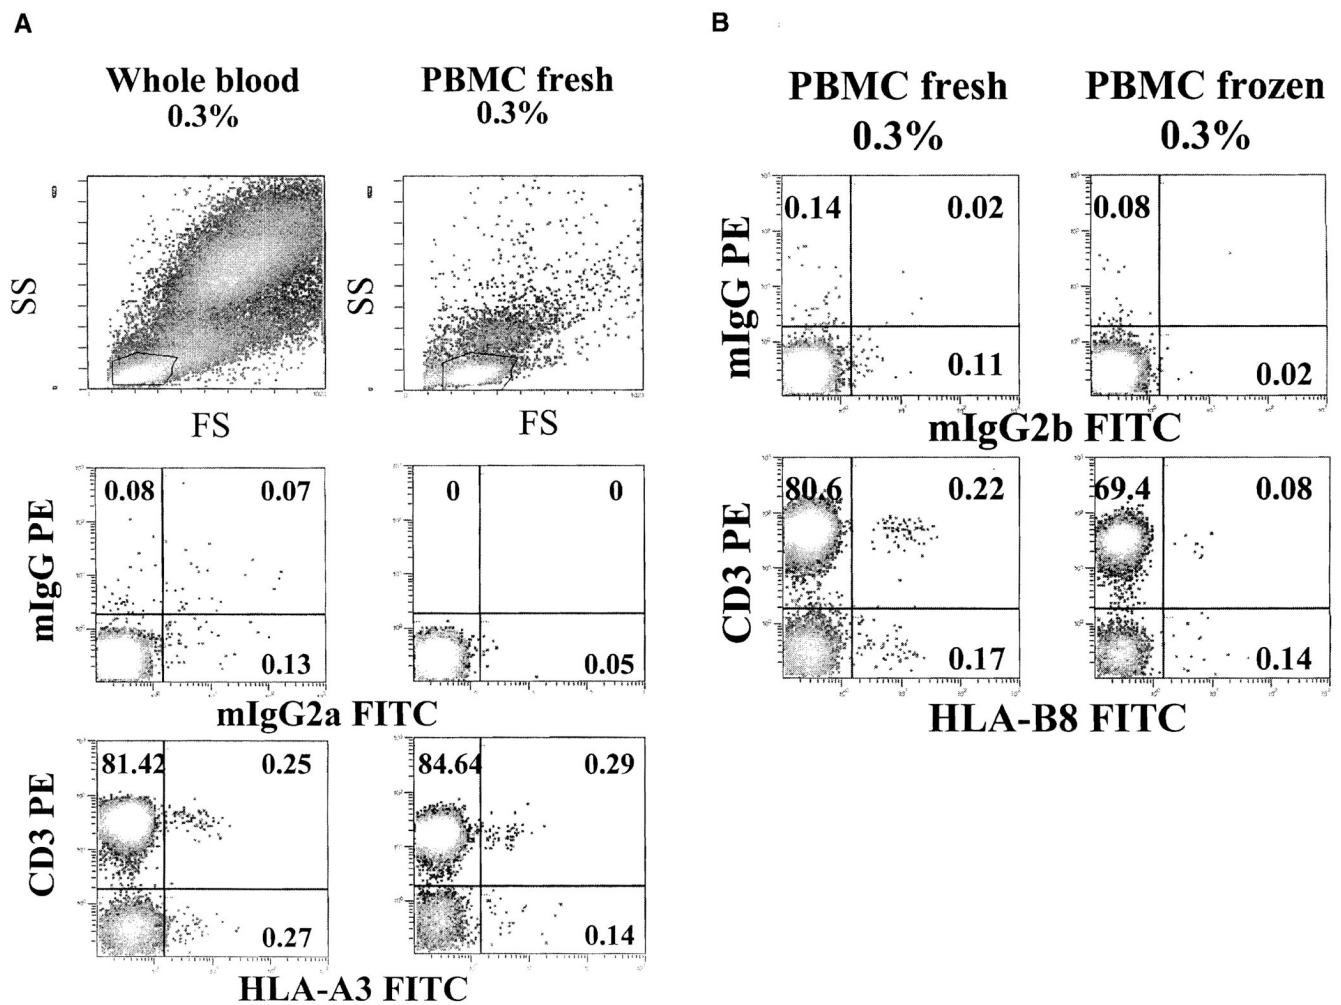 A
B
Whole blood
0.3%
PBMC fresh
0.3%
SS
FS
SS
FS
mIgG PE
0.08
0.07
0.13
0
0
0.05
mIgG2a FITC
CD3 PE
81.42
0.25
0.27
84.64
0.29
0.14
HLA-A3 FITC
PBMC fresh
0.3%
PBMC frozen
0.3%
mIgG PE
0.14
0.02
0.11
0.08
0.02
mIgG2b FITC
CD3 PE
80.6
0.22
0.17
69.4
0.08
0.14
HLA-B8 FITC